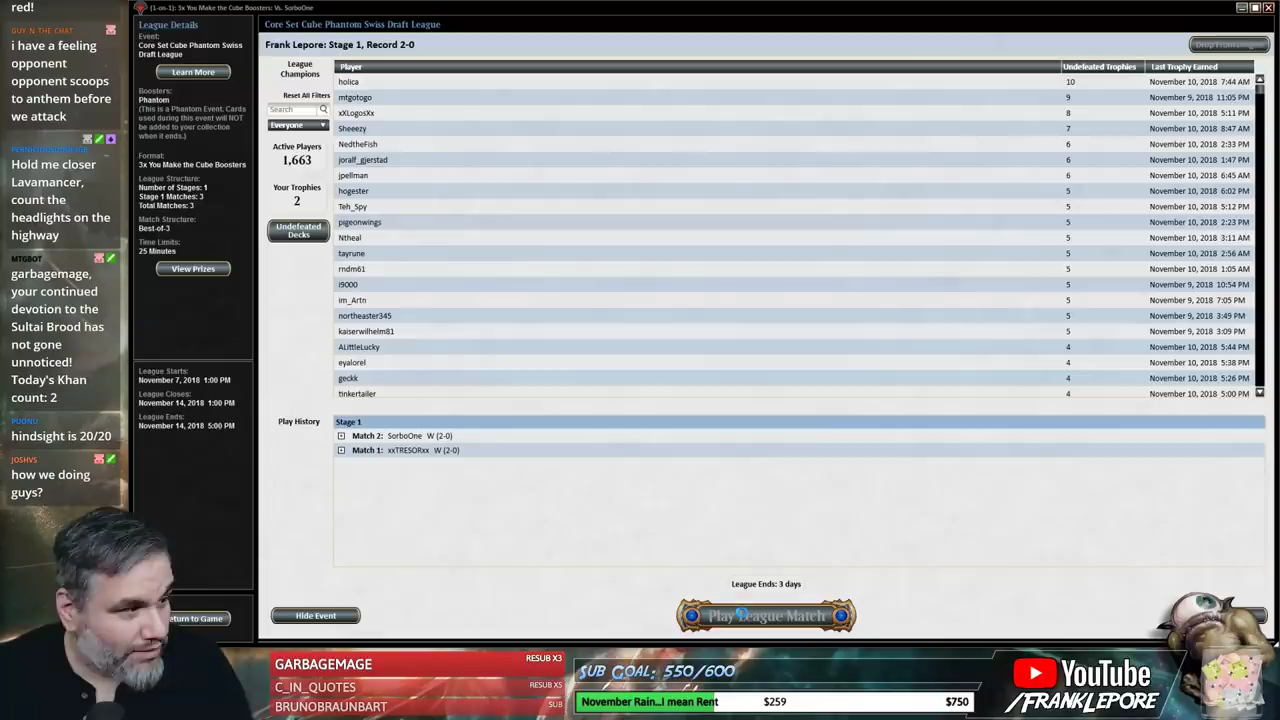 (1-on-1): 3x You Make the Cube Boosters: Vs. SorboOne
red!
GUY N THE CHAT
i have a feeling
opponent
opponent scoops
to anthem before
we attack
Hold me closer
Lavamancer,
count the
headlights on the
highway
MTGBOT
garbagemage,
your continued
devotion to the
Sultai Brood has
not gone
unnoticed!
Today's Khan
count: 2
PUDNU
hindsight is 20/20
JOSHVS
how we doing
guys?
League Details
Event:
Core Set Cube Phantom Swiss
Draft League
Learn More
Boosters:
Phantom
(This is a Phantom Event. Cards
used during this event will NOT
be added to your collection
when it ends.)
Format:
3x You Make the Cube Boosters
League Structure:
Number of Stages: 1
Stage 1 Matches: 3
Total Matches: 3
Match Structure:
Best-of-3
Time Limits:
25 Minutes
View Prizes
League Starts:
November 7, 2018 1:00 PM
League Closes:
November 14, 2018 1:00 PM
League Ends:
November 14, 2018 5:00 PM
Return to Game
Core Set Cube Phantom Swiss Draft League
Frank Lepore: Stage 1, Record 2-0
League
Champions
Reset All Filters
Search
Everyone
Active Players
1,663
Your Trophies
2
Undefeated
Decks
Player Undefeated Trophies Last Trophy Earned
holica 10 November 10, 2018 7:44 AM
mtgotogo 9 November 9, 2018 11:05 PM
xXLogosXx 8 November 10, 2018 5:11 PM
Sheeezy 7 November 10, 2018 8:47 AM
NedtheFish 6 November 10, 2018 2:33 PM
joralf_gjerstad 6 November 10, 2018 1:47 PM
jpellman 6 November 10, 2018 6:45 AM
hogester 5 November 10, 2018 6:02 PM
Teh_Spy 5 November 10, 2018 5:12 PM
pigeonwings 5 November 10, 2018 2:23 PM
Ntheal 5 November 10, 2018 3:11 AM
tayrune 5 November 10, 2018 2:56 AM
rndm61 5 November 10, 2018 1:05 AM
i9000 5 November 9, 2018 10:54 PM
im_Artn 5 November 9, 2018 7:05 PM
northeaster345 5 November 9, 2018 3:49 PM
kaiserwilhelm81 5 November 9, 2018 3:09 PM
ALittleLucky 4 November 10, 2018 5:44 PM
eyalorel 4 November 10, 2018 5:38 PM
geckk 4 November 10, 2018 5:26 PM
tinkertailer 4 November 10, 2018 5:00 PM
Play History
Stage 1
Match 2: SorboOne W (2-0)
Match 1: xxTRESORxx W (2-0)
League Ends: 3 days
Hide Event
Play League Match
GARBAGEMAGE RESUB X3
C_IN_QUOTES RESUB X5
BRUNOBRAUNBART SUB
SUB GOAL: 550/600
November Rain...I mean Rent $259 $750
YouTube
/FRANKLEPORE